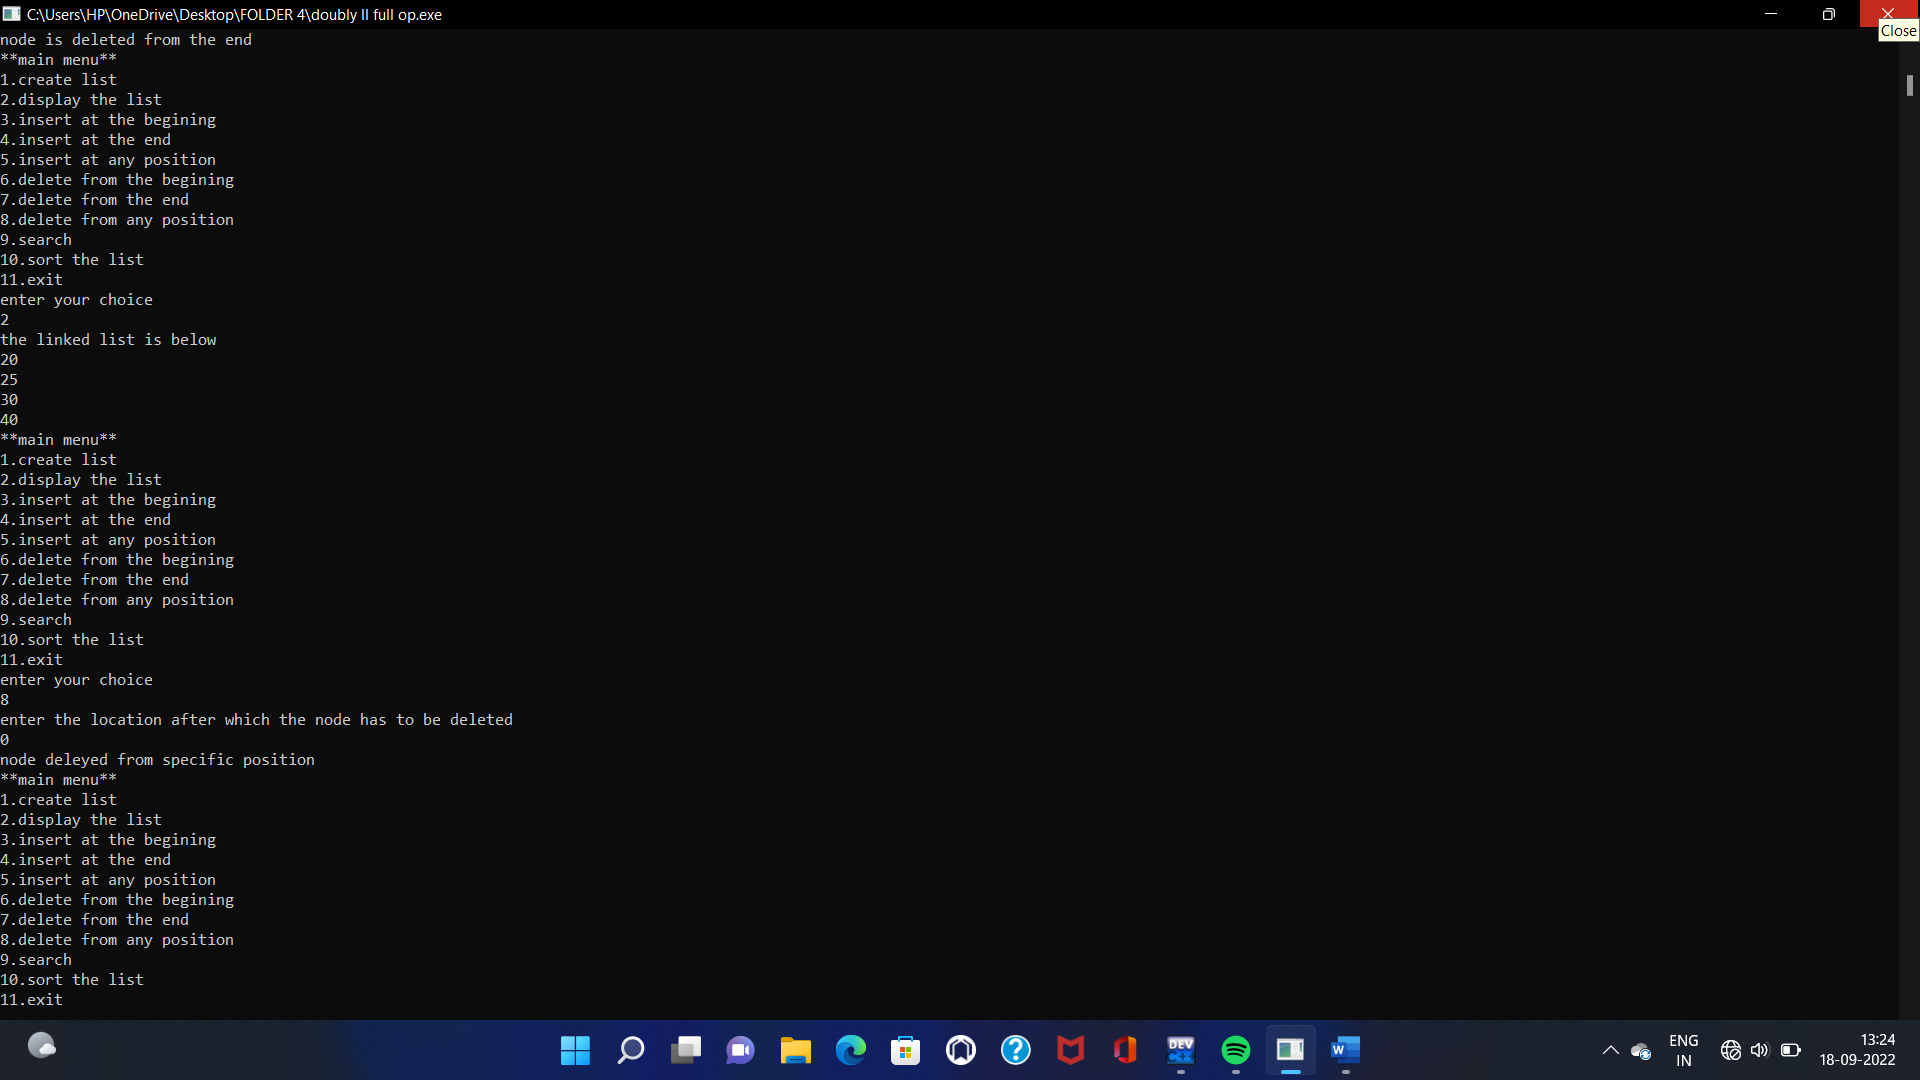 C:\Users\HP\OneDrive\Desktop\FOLDER 4\doubly ll full op.exe
Close
node is deleted from the end
**main menu**
1.create list
2.display the list
3.insert at the begining
4.insert at the end
5.insert at any position
6.delete from the begining
7.delete from the end
8.delete from any position
9.search
10.sort the list
11.exit
enter your choice
2
the linked list is below
20
25
30
40
**main menu**
1.create list
2.display the list
3.insert at the begining
4.insert at the end
5.insert at any position
6.delete from the begining
7.delete from the end
8.delete from any position
9.search
10.sort the list
11.exit
enter your choice
8
enter the location after which the node has to be deleted
0
node deleyed from specific position
**main menu**
1.create list
2.display the list
3.insert at the begining
4.insert at the end
5.insert at any position
6.delete from the begining
7.delete from the end
8.delete from any position
9.search
10.sort the list
11.exit
DEV
C++
W
ENG
IN
13:24
18-09-2022